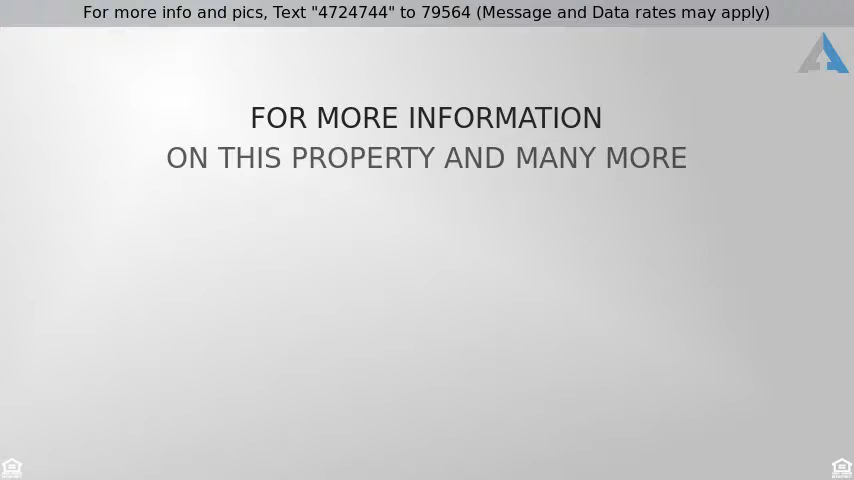 For more info and pics, Text "4724744" to 79564 (Message and Data rates may apply)
FOR MORE INFORMATION
ON THIS PROPERTY AND MANY MORE